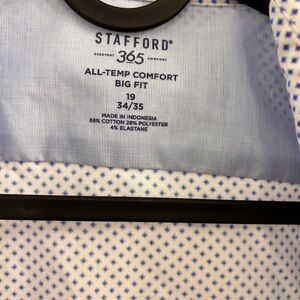 STAFFORD®
EVERYDAY 365 COMFORT
ALL-TEMP COMFORT
BIG FIT
19
34/35
MADE IN INDONESIA
68% COTTON 28% POLYESTER
4% ELASTANE